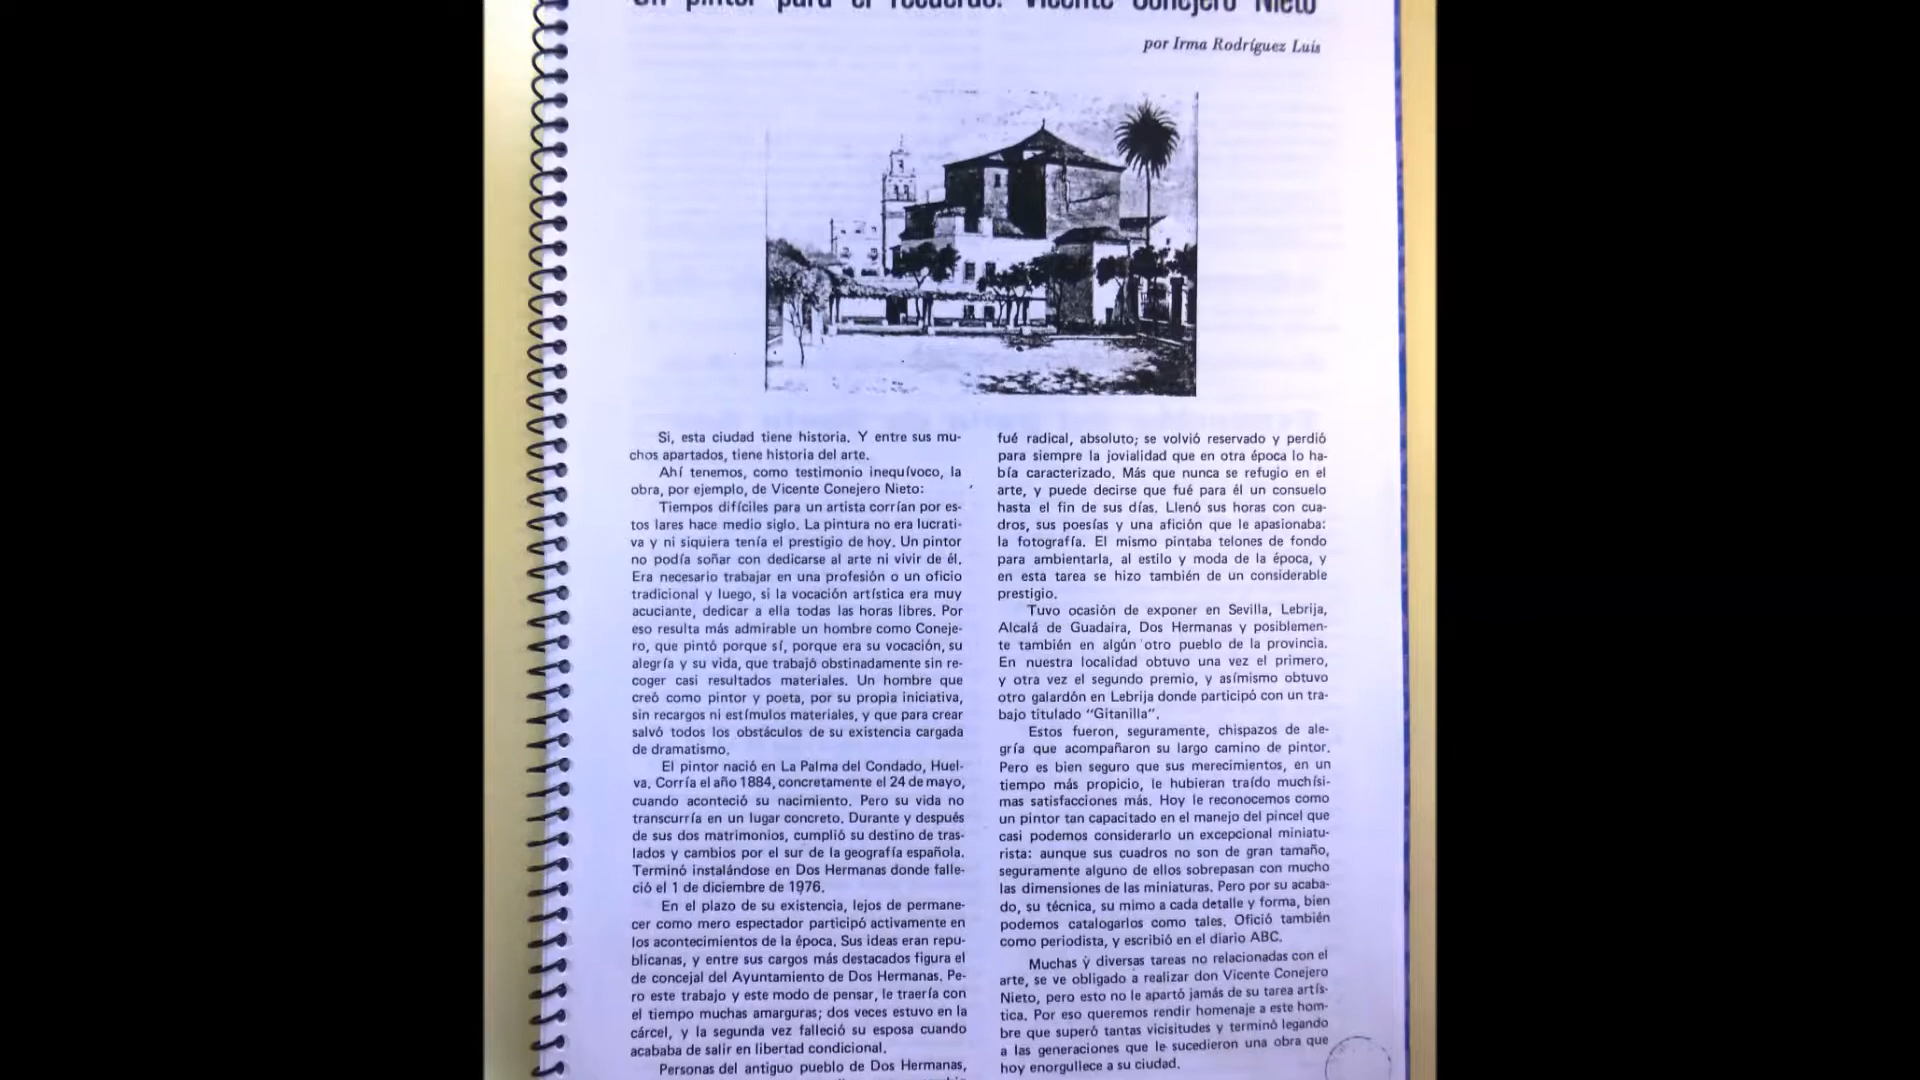 Un pintor para el recuerdo: Vicente Conejero Nieto
por Irma Rodríguez Luis
Si, esta ciudad tiene historia. Y entre sus mu-
chos apartados, tiene historia del arte.
Ahí tenemos, como testimonio inequívoco, la
obra, por ejemplo, de Vicente Conejero Nieto:
Tiempos difíciles para un artista corrían por es-
tos lares hace medio siglo. La pintura no era lucrati-
va y ni siquiera tenía el prestigio de hoy. Un pintor
no podía soñar con dedicarse al arte ni vivir de él.
Era necesario trabajar en una profesión o un oficio
tradicional y luego, si la vocación artística era muy
acuciante, dedicar a ella todas las horas libres. Por
eso resulta más admirable un hombre como Coneje-
ro, que pintó porque sí, porque era su vocación, su
alegría y su vida, que trabajó obstinadamente sin re-
coger casi resultados materiales. Un hombre que
creó como pintor y poeta, por su propia iniciativa,
sin recargos ni estímulos materiales, y que para crear
salvó todos los obstáculos de su existencia cargada
de dramatismo.
El pintor nació en La Palma del Condado, Huel-
va. Corría el año 1884, concretamente el 24 de mayo,
cuando aconteció su nacimiento. Pero su vida no
transcurría en un lugar concreto. Durante y después
de sus dos matrimonios, cumplió su destino de tras-
lados y cambios por el sur de la geografía española.
Terminó instalándose en Dos Hermanas donde falle-
ció el 1 de diciembre de 1976.
En el plazo de su existencia, lejos de permane-
cer como mero espectador participó activamente en
los acontecimientos de la época. Sus ideas eran repu-
blicanas, y entre sus cargos más destacados figura el
de concejal del Ayuntamiento de Dos Hermanas. Pe-
ro este trabajo y este modo de pensar, le traería con
el tiempo muchas amarguras; dos veces estuvo en la
cárcel, y la segunda vez falleció su esposa cuando
acababa de salir en libertad condicional.
Personas del antiguo pueblo de Dos Hermanas,
fué radical, absoluto; se volvió reservado y perdió
para siempre la jovialidad que en otra época lo ha-
bía caracterizado. Más que nunca se refugio en el
arte, y puede decirse que fué para él un consuelo
hasta el fin de sus días. Llenó sus horas con cua-
dros, sus poesías y una afición que le apasionaba:
la fotografía. El mismo pintaba telones de fondo
para ambientarla, al estilo y moda de la época, y
en esta tarea se hizo también de un considerable
prestigio.
Tuvo ocasión de exponer en Sevilla, Lebrija,
Alcalá de Guadaira, Dos Hermanas y posiblemen-
te también en algún otro pueblo de la provincia.
En nuestra localidad obtuvo una vez el primero,
y otra vez el segundo premio, y asímismo obtuvo
otro galardón en Lebrija donde participó con un tra-
bajo titulado "Gitanilla".
Estos fueron, seguramente, chispazos de ale-
gría que acompañaron su largo camino de pintor.
Pero es bien seguro que sus merecimientos, en un
tiempo más propicio, le hubieran traído muchísi-
mas satisfacciones más. Hoy le reconocemos como
un pintor tan capacitado en el manejo del pincel que
casi podemos considerarlo un excepcional miniatu-
rista: aunque sus cuadros no son de gran tamaño,
seguramente alguno de ellos sobrepasan con mucho
las dimensiones de las miniaturas. Pero por su acaba-
do, su técnica, su mimo a cada detalle y forma, bien
podemos catalogarlos como tales. Ofició también
como periodista, y escribió en el diario ABC.
Muchas y diversas tareas no relacionadas con el
arte, se ve obligado a realizar don Vicente Conejero
Nieto, pero esto no le apartó jamás de su tarea artís-
tica. Por eso queremos rendir homenaje a este hom-
bre que superó tantas vicisitudes y terminó legando
a las generaciones que le sucedieron una obra que
hoy enorgullece a su ciudad.